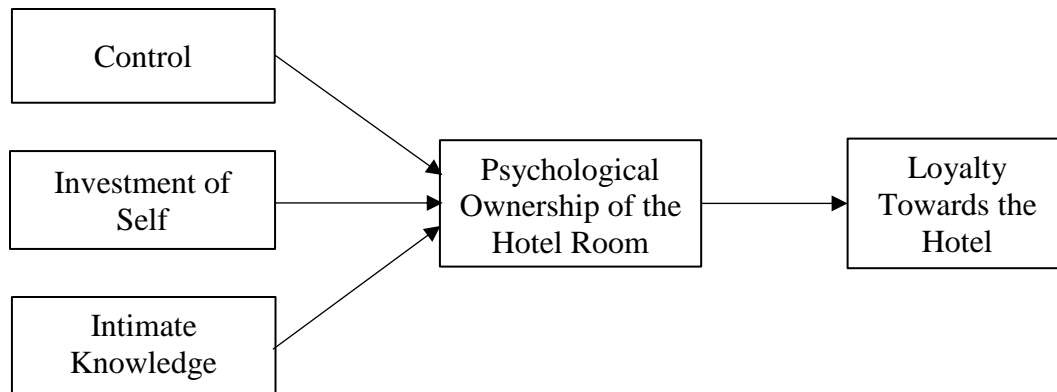 Control
Investment of
Self
Intimate
Knowledge
Psychological
Ownership of the
Hotel Room
Loyalty
Towards the
Hotel